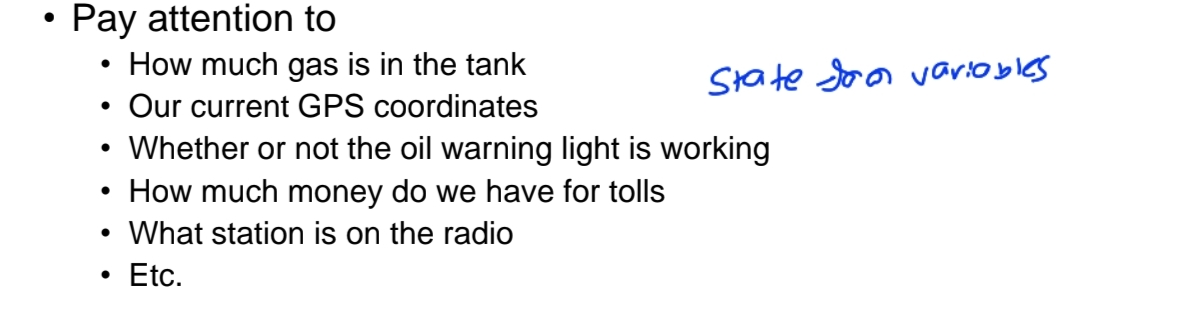 • Pay attention to
• How much gas is in the tank
State variables
• Our current GPS coordinates
• Whether or not the oil warning light is working
• How much money do we have for tolls
• What station is on the radio
• Etc.